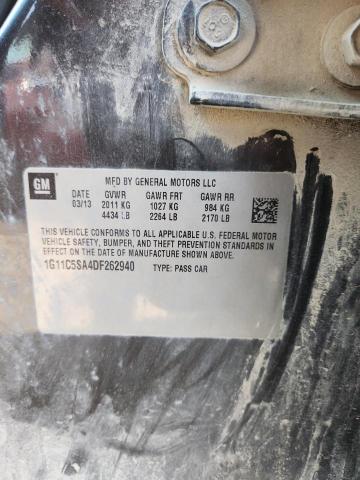 GM
MFD BY GENERAL MOTORS LLC
DATE GVWR GAWR FRT GAWR RR
03/13 2011 KG 1027 KG 984 KG
4434 LB 2264 LB 2170 LB
THIS VEHICLE CONFORMS TO ALL APPLICABLE U.S. FEDERAL MOTOR
VEHICLE SAFETY, BUMPER, AND THEFT PREVENTION STANDARDS IN
EFFECT ON THE DATE OF MANUFACTURE SHOWN ABOVE.
1G11C5SA4DF262940 TYPE: PASS CAR